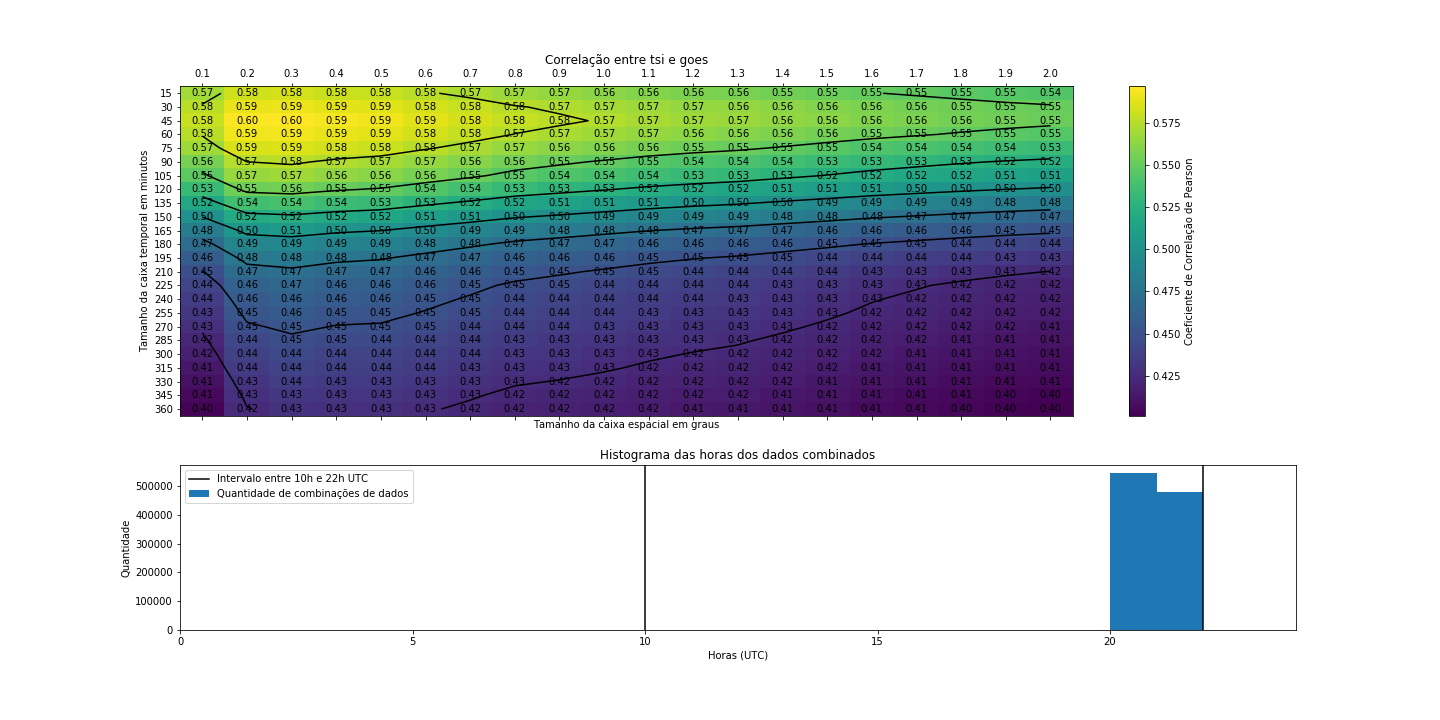 Correlação entre tsi e goes
0.1 0.2 0.3 0.4 0.5 0.6 0.7 0.8 0.9 1.0 1.1 1.2 1.3 1.4 1.5 1.6 1.7 1.8 1.9 2.0
15 0.57 0.58 0.58 0.58 0.58 0.58 0.57 0.57 0.57 0.56 0.56 0.56 0.56 0.55 0.55 0.55 0.55 0.55 0.55 0.54
30 0.58 0.59 0.59 0.59 0.59 0.58 0.58 0.58 0.57 0.57 0.57 0.57 0.56 0.56 0.56 0.56 0.56 0.55 0.55 0.55
45 0.58 0.60 0.60 0.59 0.59 0.59 0.58 0.58 0.58 0.57 0.57 0.57 0.57 0.56 0.56 0.56 0.56 0.56 0.55 0.55
60 0.58 0.59 0.59 0.59 0.59 0.58 0.58 0.57 0.57 0.57 0.57 0.56 0.56 0.56 0.56 0.55 0.55 0.55 0.55 0.55
75 0.57 0.59 0.59 0.58 0.58 0.58 0.57 0.57 0.56 0.56 0.56 0.55 0.55 0.55 0.55 0.54 0.54 0.54 0.54 0.53
90 0.56 0.57 0.58 0.57 0.57 0.57 0.56 0.56 0.55 0.55 0.55 0.54 0.54 0.54 0.53 0.53 0.53 0.53 0.52 0.52
105 0.55 0.57 0.57 0.56 0.56 0.56 0.55 0.55 0.54 0.54 0.54 0.53 0.53 0.53 0.52 0.52 0.52 0.52 0.51 0.51
120 0.53 0.55 0.56 0.55 0.55 0.54 0.54 0.53 0.53 0.53 0.52 0.52 0.52 0.51 0.51 0.51 0.50 0.50 0.50 0.50
135 0.52 0.54 0.54 0.54 0.53 0.53 0.52 0.52 0.51 0.51 0.51 0.50 0.50 0.50 0.49 0.49 0.49 0.49 0.48 0.48
150 0.50 0.52 0.52 0.52 0.52 0.51 0.51 0.50 0.50 0.49 0.49 0.49 0.49 0.48 0.48 0.48 0.47 0.47 0.47 0.47
165 0.48 0.50 0.51 0.50 0.50 0.50 0.49 0.49 0.48 0.48 0.48 0.47 0.47 0.47 0.46 0.46 0.46 0.46 0.45 0.45
180 0.47 0.49 0.49 0.49 0.49 0.48 0.48 0.47 0.47 0.47 0.46 0.46 0.46 0.46 0.45 0.45 0.45 0.44 0.44 0.44
195 0.46 0.48 0.48 0.48 0.48 0.47 0.47 0.46 0.46 0.46 0.45 0.45 0.45 0.45 0.44 0.44 0.44 0.44 0.43 0.43
210 0.45 0.47 0.47 0.47 0.47 0.46 0.46 0.45 0.45 0.45 0.44 0.44 0.44 0.44 0.44 0.43 0.43 0.43 0.43 0.42
225 0.44 0.46 0.47 0.46 0.46 0.46 0.45 0.45 0.45 0.44 0.44 0.44 0.44 0.43 0.43 0.43 0.43 0.42 0.42 0.42
240 0.44 0.46 0.46 0.46 0.46 0.45 0.45 0.44 0.44 0.44 0.44 0.44 0.43 0.43 0.43 0.43 0.42 0.42 0.42 0.42
255 0.43 0.45 0.46 0.45 0.45 0.45 0.44 0.44 0.44 0.44 0.43 0.43 0.43 0.43 0.43 0.42 0.42 0.42 0.42 0.42
270 0.43 0.45 0.45 0.45 0.45 0.45 0.44 0.44 0.44 0.43 0.43 0.43 0.43 0.43 0.42 0.42 0.42 0.42 0.42 0.41
285 0.42 0.44 0.45 0.45 0.44 0.44 0.44 0.43 0.43 0.43 0.43 0.43 0.43 0.42 0.42 0.42 0.42 0.41 0.41 0.41
300 0.42 0.44 0.44 0.44 0.44 0.44 0.43 0.43 0.43 0.43 0.43 0.42 0.42 0.42 0.42 0.42 0.41 0.41 0.41 0.41
315 0.41 0.44 0.44 0.44 0.44 0.43 0.43 0.43 0.43 0.43 0.42 0.42 0.42 0.42 0.42 0.41 0.41 0.41 0.41 0.41
330 0.41 0.43 0.44 0.43 0.43 0.43 0.43 0.43 0.42 0.42 0.42 0.42 0.42 0.42 0.41 0.41 0.41 0.41 0.41 0.41
345 0.41 0.43 0.43 0.43 0.43 0.43 0.43 0.42 0.42 0.42 0.42 0.42 0.41 0.41 0.41 0.41 0.41 0.41 0.40 0.40
360 0.40 0.42 0.43 0.43 0.43 0.43 0.42 0.42 0.42 0.42 0.42 0.41 0.41 0.41 0.41 0.41 0.41 0.40 0.40 0.40
Tamanho da caixa temporal em minutos
Tamanho da caixa espacial em graus
0.575
0.550
0.525
0.500
0.475
0.450
0.425
Coeficiente de Correlação de Pearson
Histograma das horas dos dados combinados
Intervalo entre 10h e 22h UTC
Quantidade de combinações de dados
500000
400000
300000
200000
100000
0
Quantidade
0 5 10 15 20
Horas (UTC)